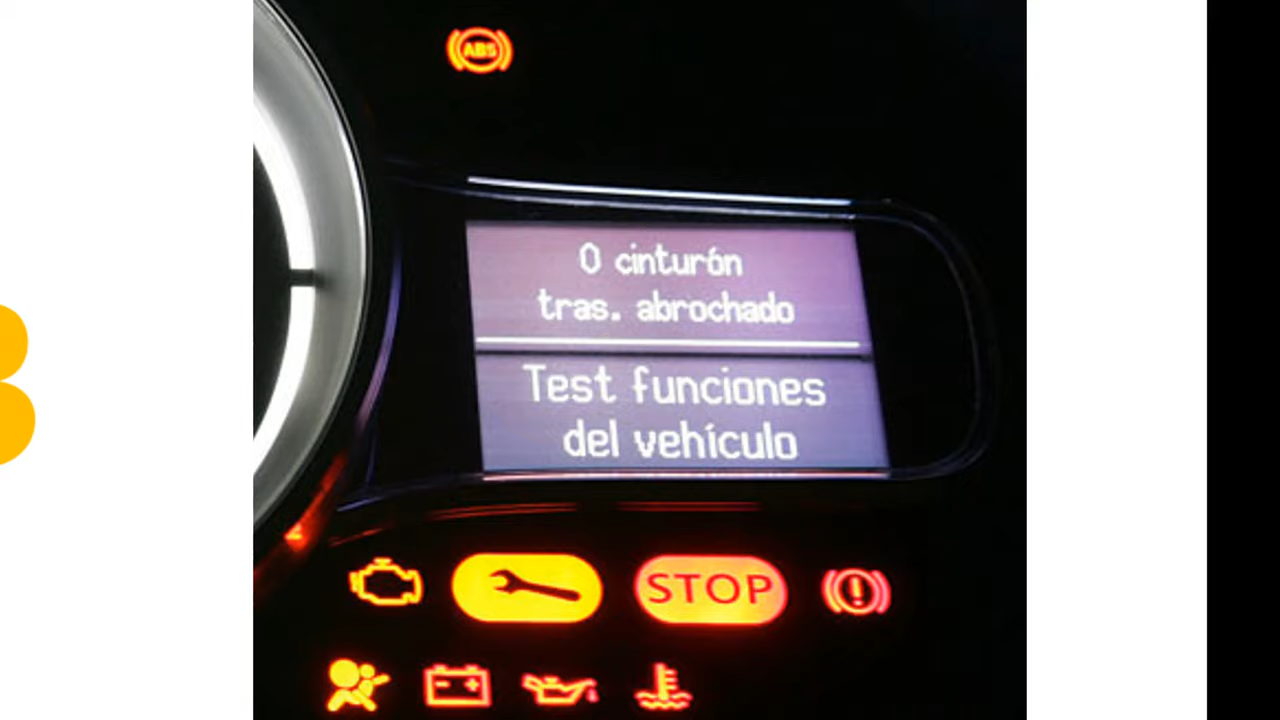 ABS
0 cinturón
tras. abrochado
Test funciones
del vehículo
STOP